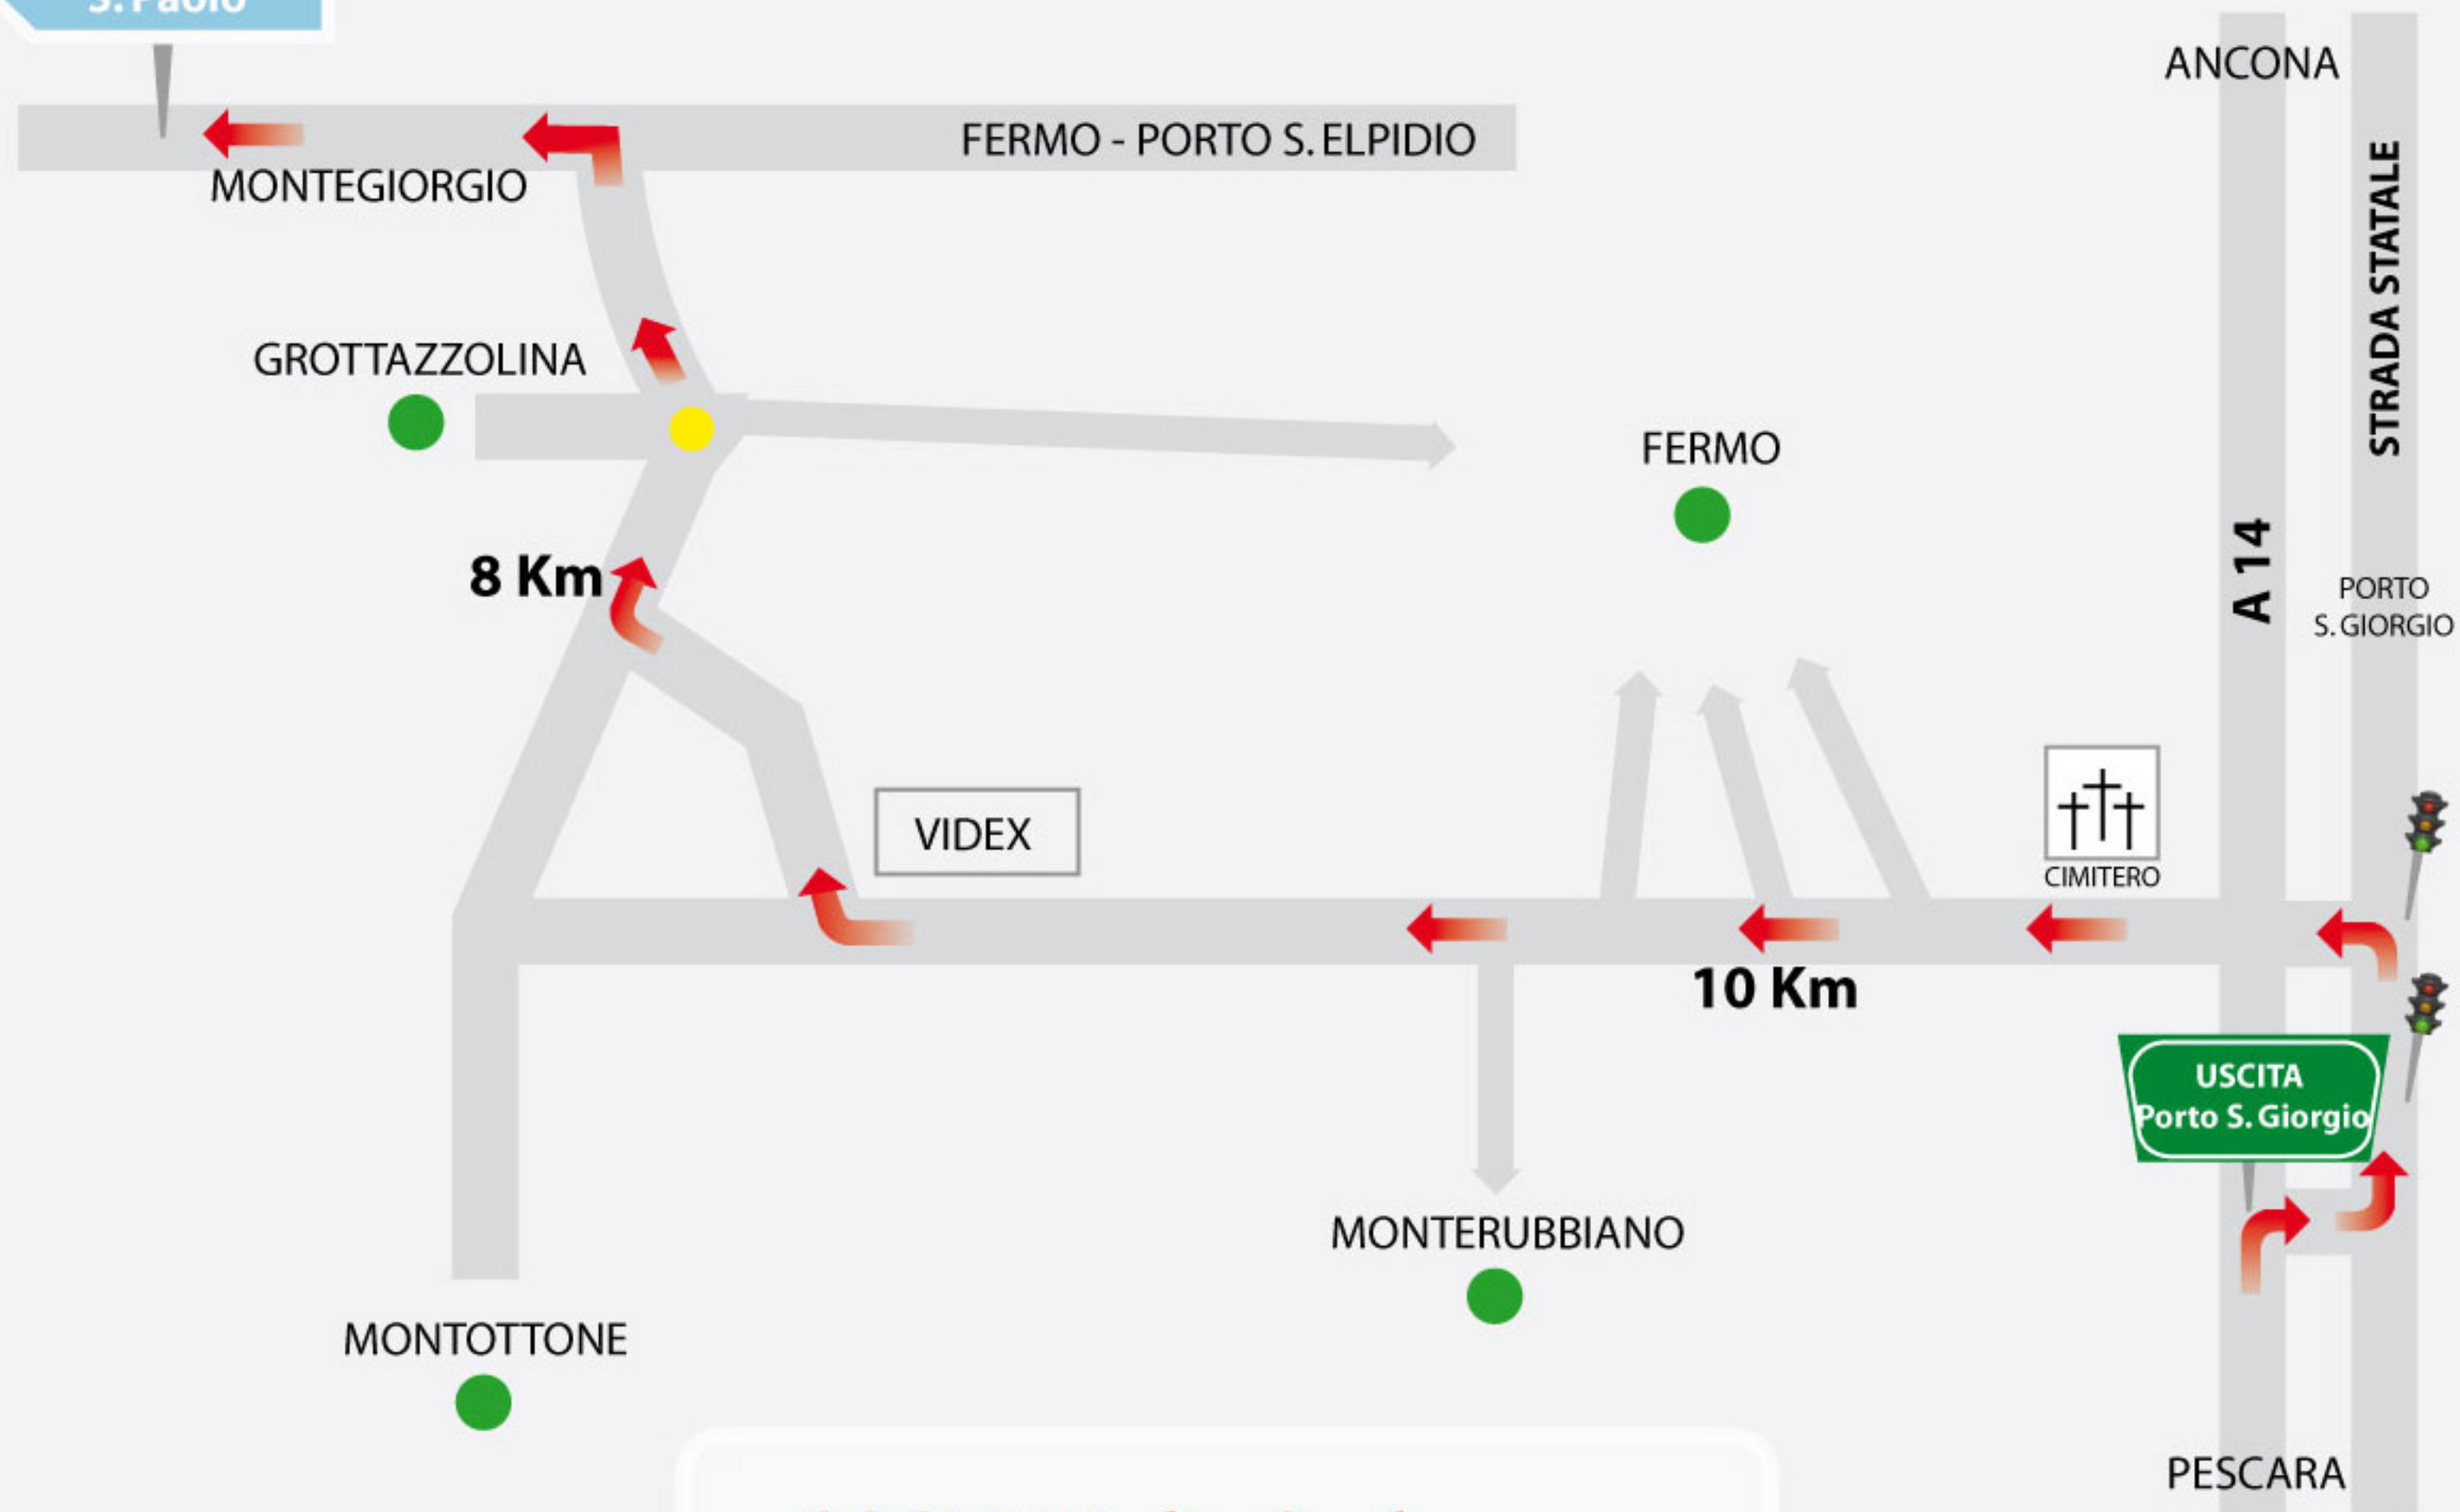 S. Paolo
ANCONA
FERMO - PORTO S. ELPIDIO
MONTEGIORGIO
STRADA STATALE
GROTTAZZOLINA
FERMO
A 14
8 Km
PORTO
S. GIORGIO
VIDEX
CIMITERO
10 Km
USCITA
Porto S. Giorgio
MONTERUBBIANO
MONTOTTONE
PESCARA